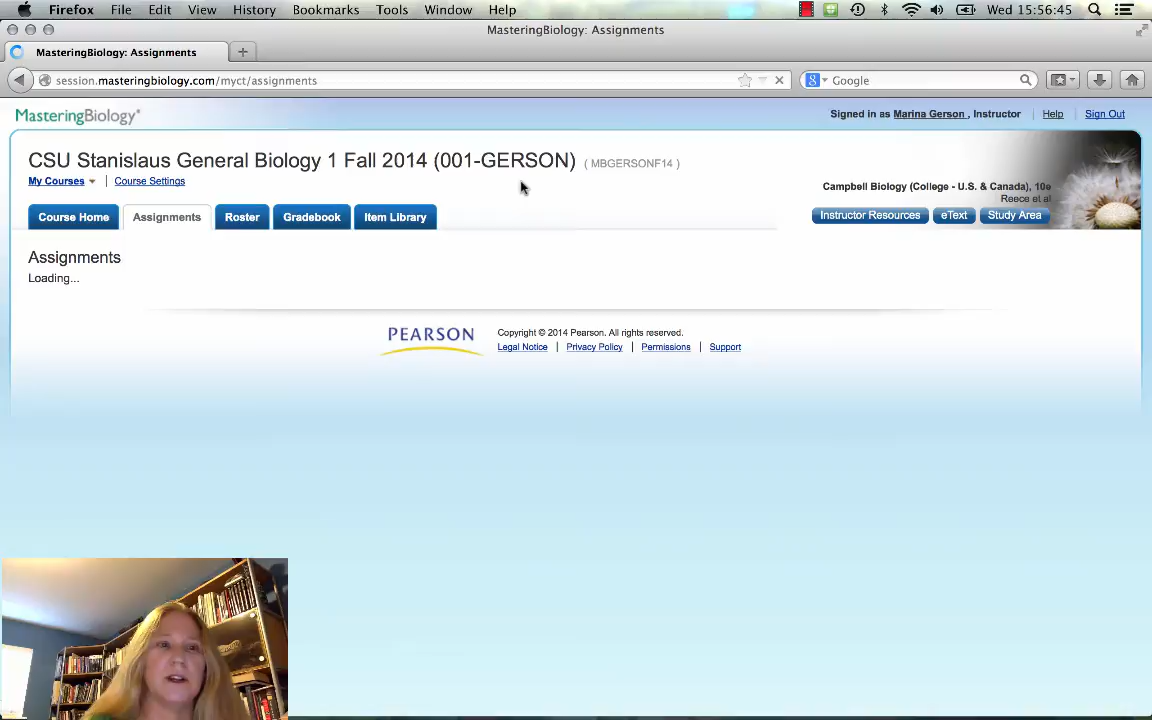 Firefox File Edit View History Bookmarks Tools Window Help Wed 15:56:45
MasteringBiology: Assignments
MasteringBiology: Assignments
session.masteringbiology.com/myct/assignments Google
MasteringBiology® Signed in as Marina Gerson , Instructor Help Sign Out
CSU Stanislaus General Biology 1 Fall 2014 (001-GERSON) ( MBGERSONF14 )
My Courses Course Settings
Campbell Biology (College - U.S. & Canada), 10e
Reece et al
Course Home Assignments Roster Gradebook Item Library
Instructor Resources eText Study Area
Assignments
Loading...
PEARSON
Copyright © 2014 Pearson. All rights reserved.
Legal Notice | Privacy Policy | Permissions | Support